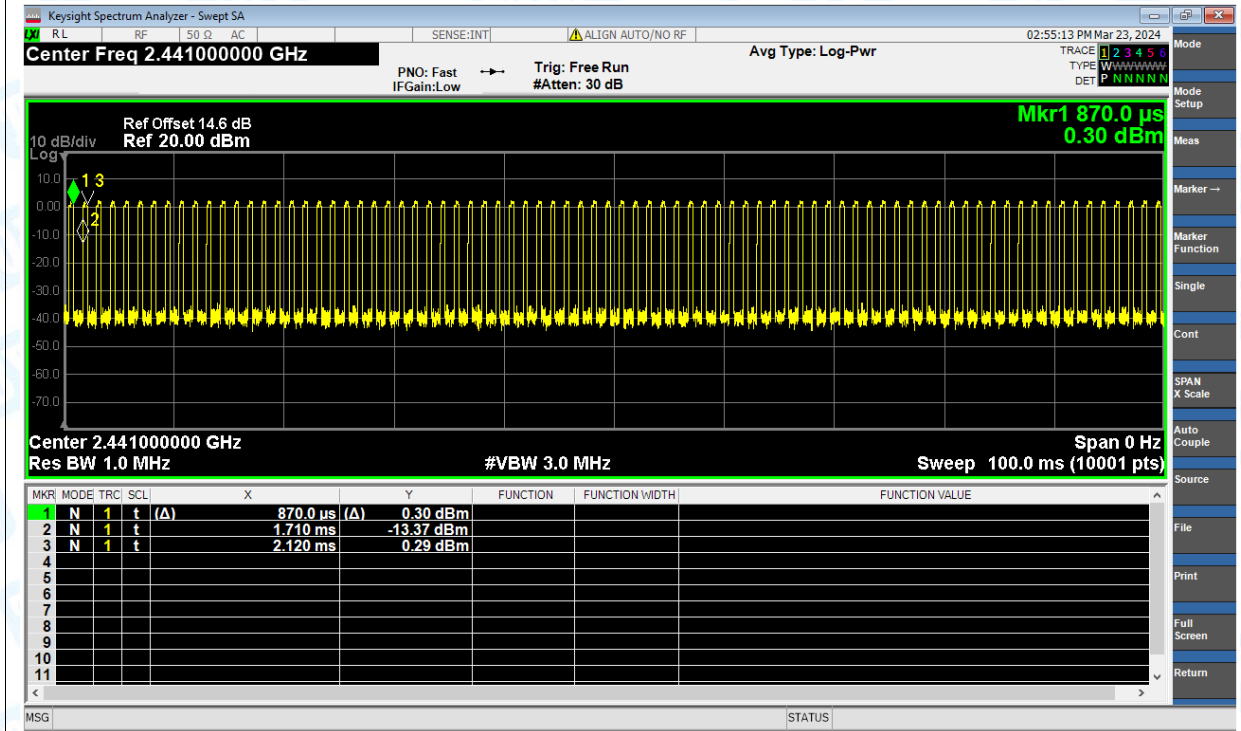 Keysight Spectrum Analyzer - Swept SA
LXI RL RF 50 Ω AC SENSE:INT ALIGN AUTO/NO RF 02:55:13 PM Mar 23, 2024
Center Freq 2.441000000 GHz
Avg Type: Log-Pwr
TRACE 1 2 3 4 5 6
TYPE WWWWWW
DET P N N N N N
PNO: Fast
IFGain:Low
Trig: Free Run
#Atten: 30 dB
Mkr1 870.0 µs
0.30 dBm
Ref Offset 14.6 dB
10 dB/div Ref 20.00 dBm
Log
10.0
0.00
-10.0
-20.0
-30.0
-40.0
-50.0
-60.0
-70.0
1 3
2
Center 2.441000000 GHz Span 0 Hz
Res BW 1.0 MHz #VBW 3.0 MHz Sweep 100.0 ms (10001 pts)
MKR MODE TRC SCL X Y FUNCTION FUNCTION WIDTH FUNCTION VALUE
1 N 1 t (Δ) 870.0 µs (Δ) 0.30 dBm
2 N 1 t 1.710 ms -13.37 dBm
3 N 1 t 2.120 ms 0.29 dBm
4
5
6
7
8
9
10
11
MSG STATUS
Mode
Mode
Setup
Meas
Marker →
Marker
Function
Single
Cont
SPAN
X Scale
Auto
Couple
Source
File
Print
Full
Screen
Return